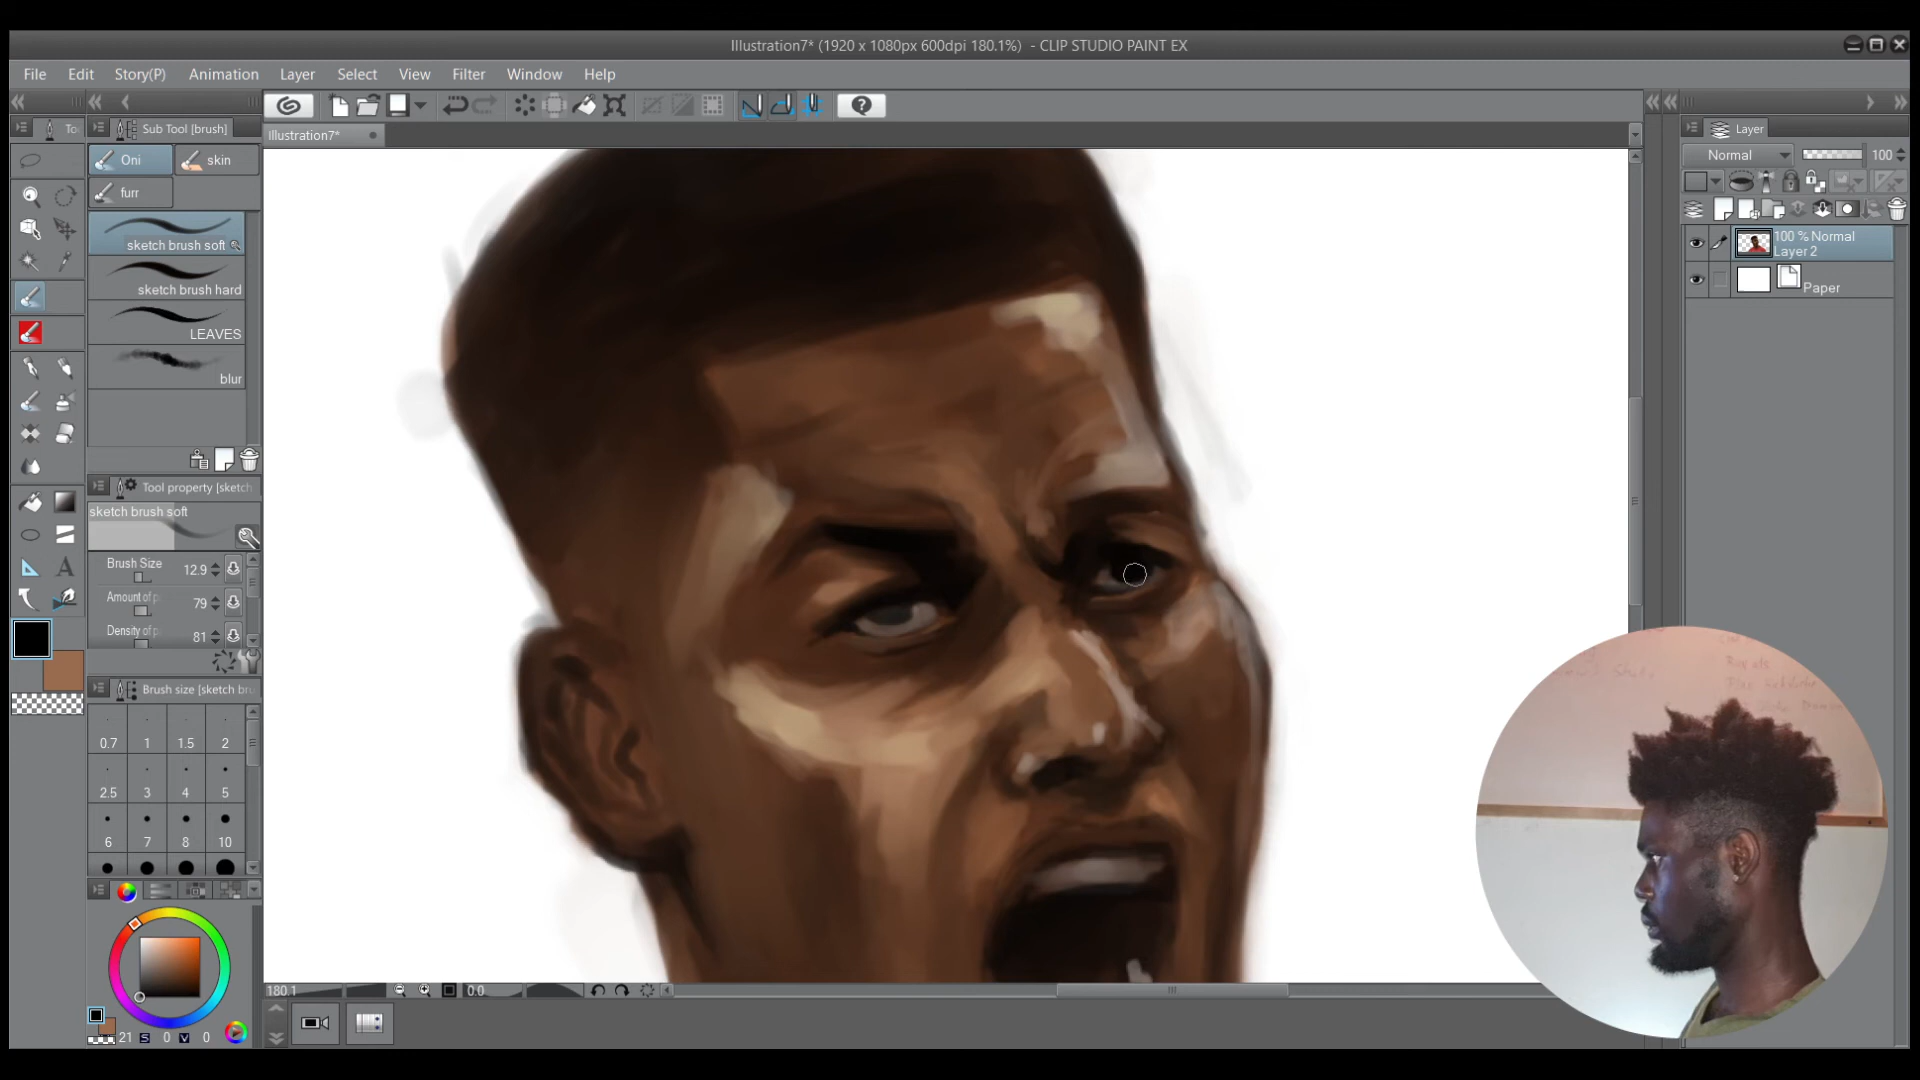 Illustration7* (1920 x 1080px 600dpi 180.1%) - CLIP STUDIO PAINT EX
File Edit Story(P) Animation Layer Select View Filter Window Help
To
Sub Tool [brush]
Illustration7*
Layer
Oni
skin
furr
Normal
100
sketch brush soft
sketch brush hard
LEAVES
blur
100 % Normal
Layer 2
Paper
Tool property [sketch
sketch brush soft
Brush Size 12.9
Amount of p 79
Density of p 81
Brush size [sketch bru
0.7 1 1.5 2
2.5 3 4 5
6 7 8 10
180.1
0.0
21 S 0 V 0